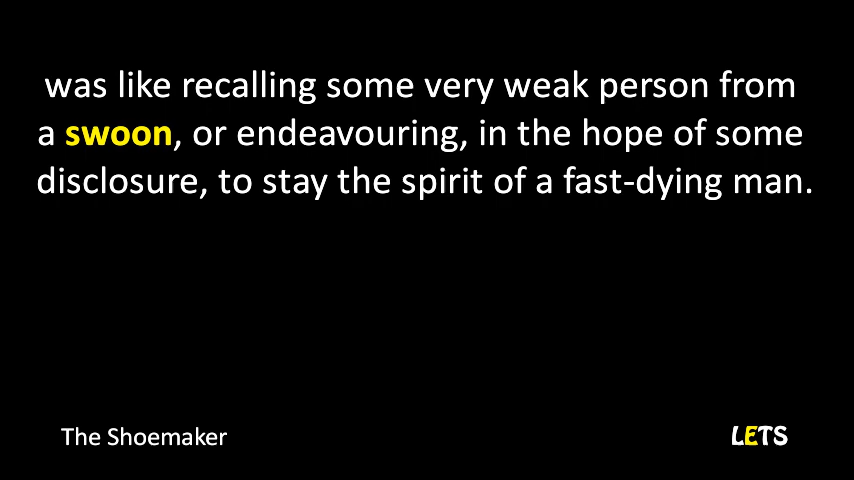 was like recalling some very weak person from
a swoon, or endeavouring, in the hope of some
disclosure, to stay the spirit of a fast-dying man.
The Shoemaker
LETS